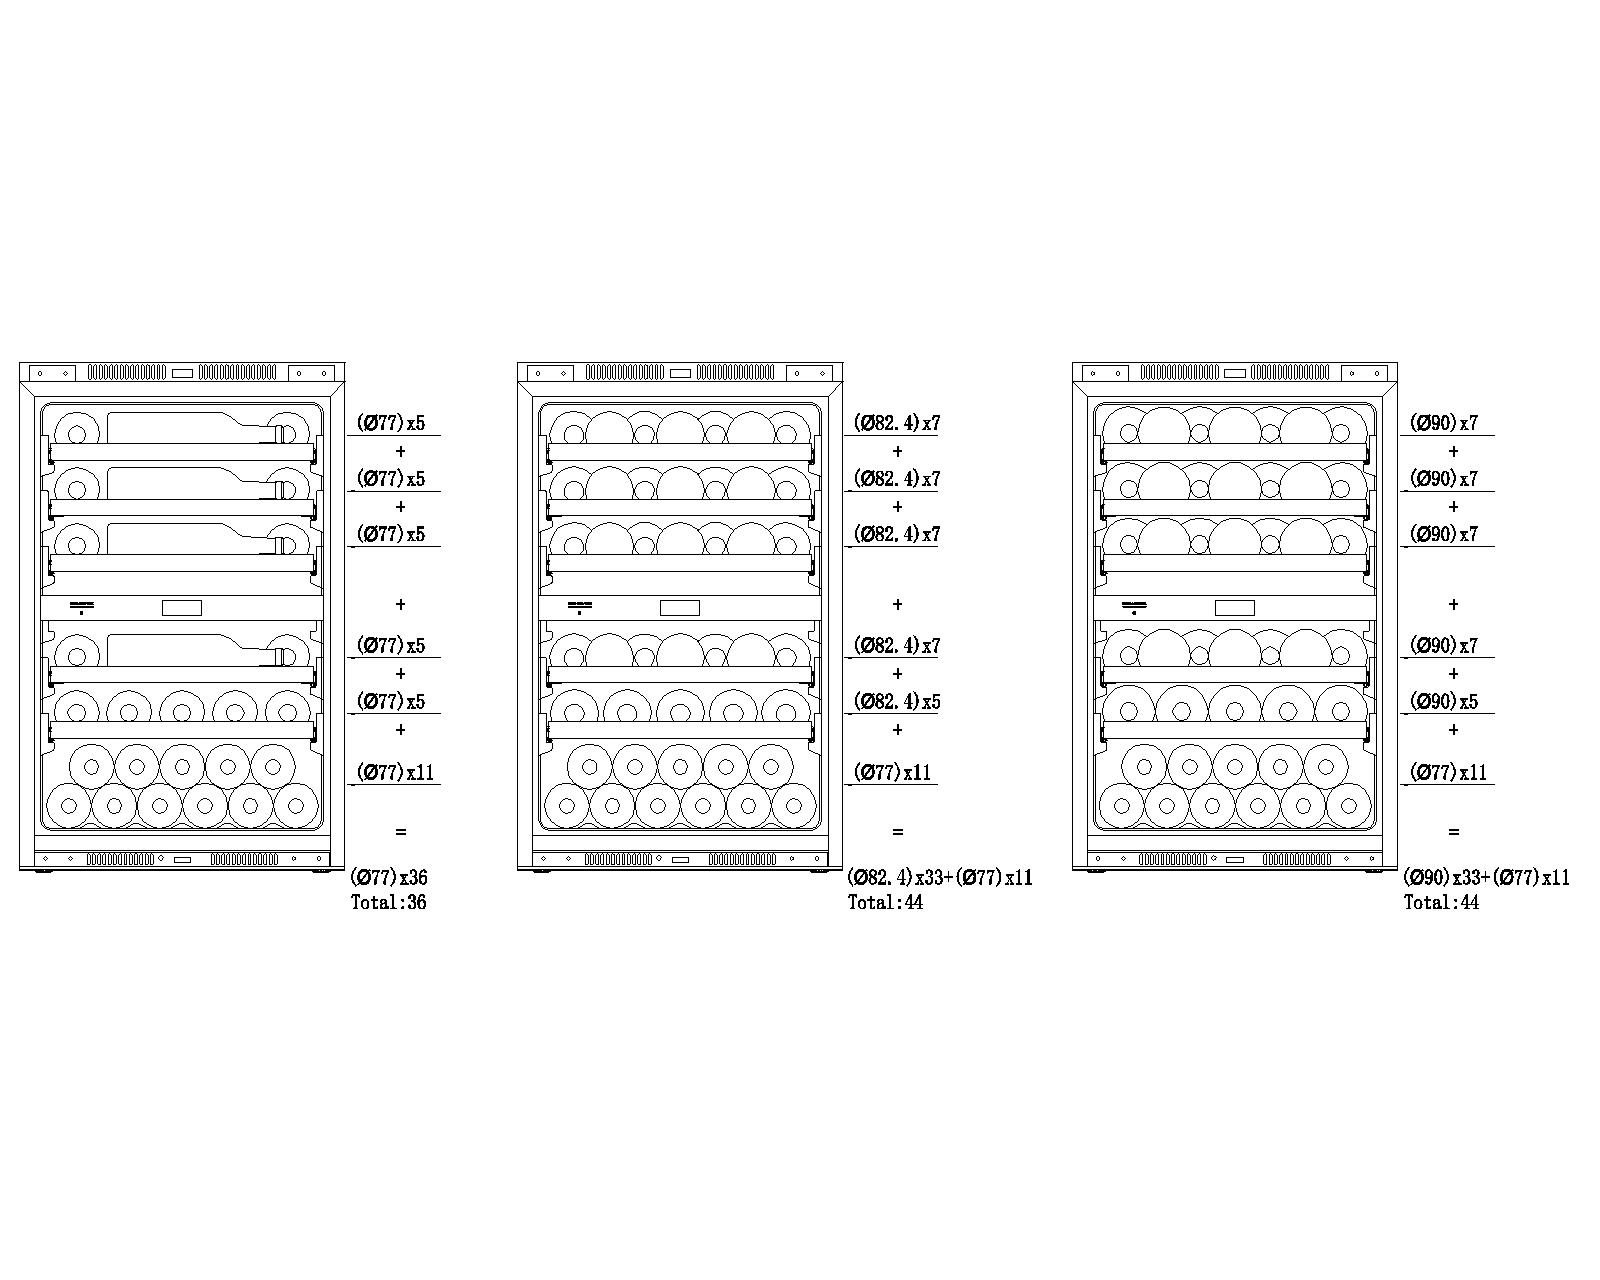 (Ø77)x5
+
(Ø77)x5
+
(Ø77)x5
+
(Ø77)x5
+
(Ø77)x5
+
(Ø77)x11
=
(Ø77)x36
Total:36
(Ø82.4)x7
+
(Ø82.4)x7
+
(Ø82.4)x7
+
(Ø82.4)x7
+
(Ø82.4)x5
+
(Ø77)x11
=
(Ø82.4)x33+(Ø77)x11
Total:44
(Ø90)x7
+
(Ø90)x7
+
(Ø90)x7
+
(Ø90)x7
+
(Ø90)x5
+
(Ø77)x11
=
(Ø90)x33+(Ø77)x11
Total:44